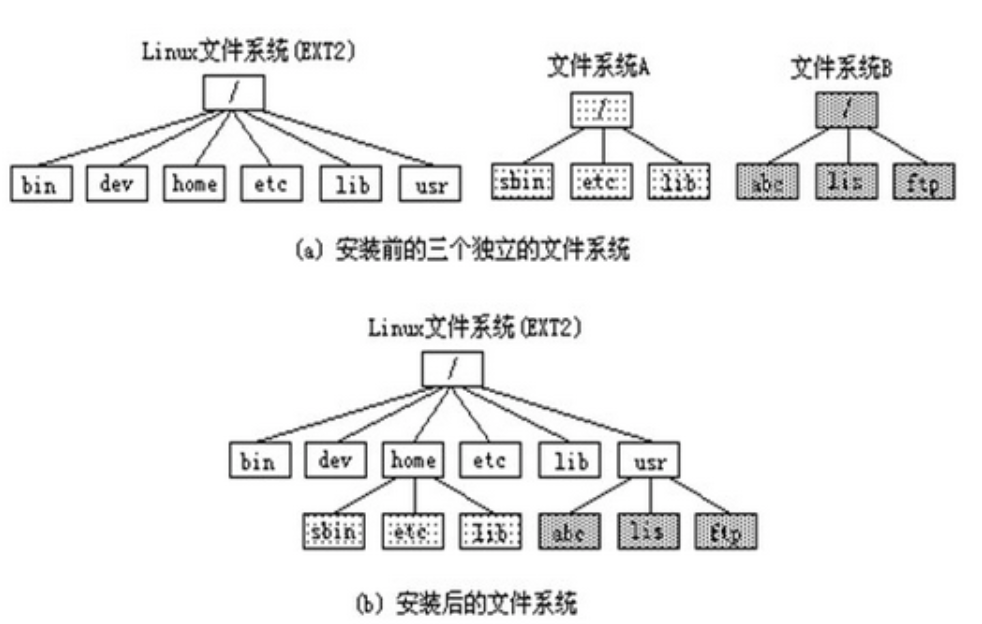 Linux文件系统(EXT2)
文件系统A
文件系统B
/
/
/
bin dev home etc lib usr
sbin etc lib
abc lis ftp
(a) 安装前的三个独立的文件系统
Linux文件系统(EXT2)
/
bin dev home etc lib usr
sbin etc lib abc lis ftp
(b) 安装后的文件系统